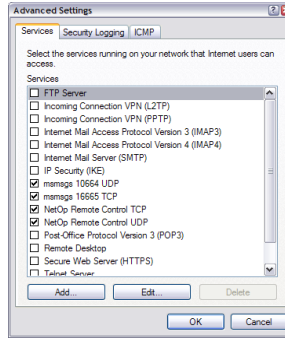 Advanced Settings
Services Security Logging ICMP
Select the services running on your network that Internet users can
access.
Services
FTP Server
Incoming Connection VPN (L2TP)
Incoming Connection VPN (PPTP)
Internet Mail Access Protocol Version 3 (IMAP3)
Internet Mail Access Protocol Version 4 (IMAP4)
Internet Mail Server (SMTP)
IP Security (IKE)
msmsgs 10664 UDP
msmsgs 16665 TCP
NetOp Remote Control TCP
NetOp Remote Control UDP
Post-Office Protocol Version 3 (POP3)
Remote Desktop
Secure Web Server (HTTPS)
Telnet Server
Add... Edit... Delete
OK Cancel